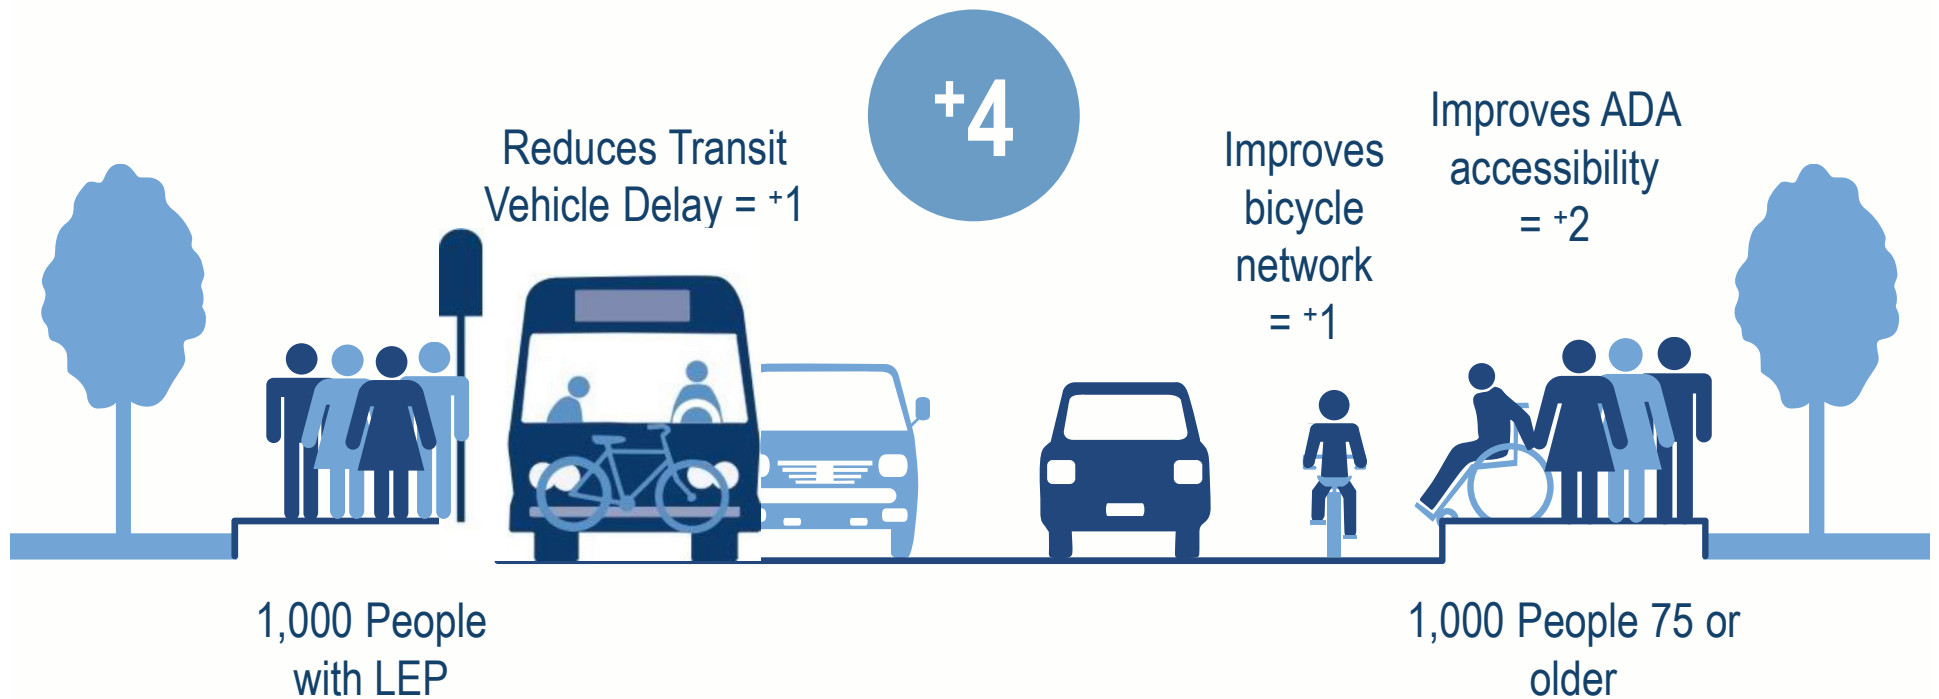 +4
Reduces Transit
Vehicle Delay = +1
Improves
bicycle
network
= +1
Improves ADA
accessibility
= +2
1,000 People
with LEP
1,000 People 75 or
older